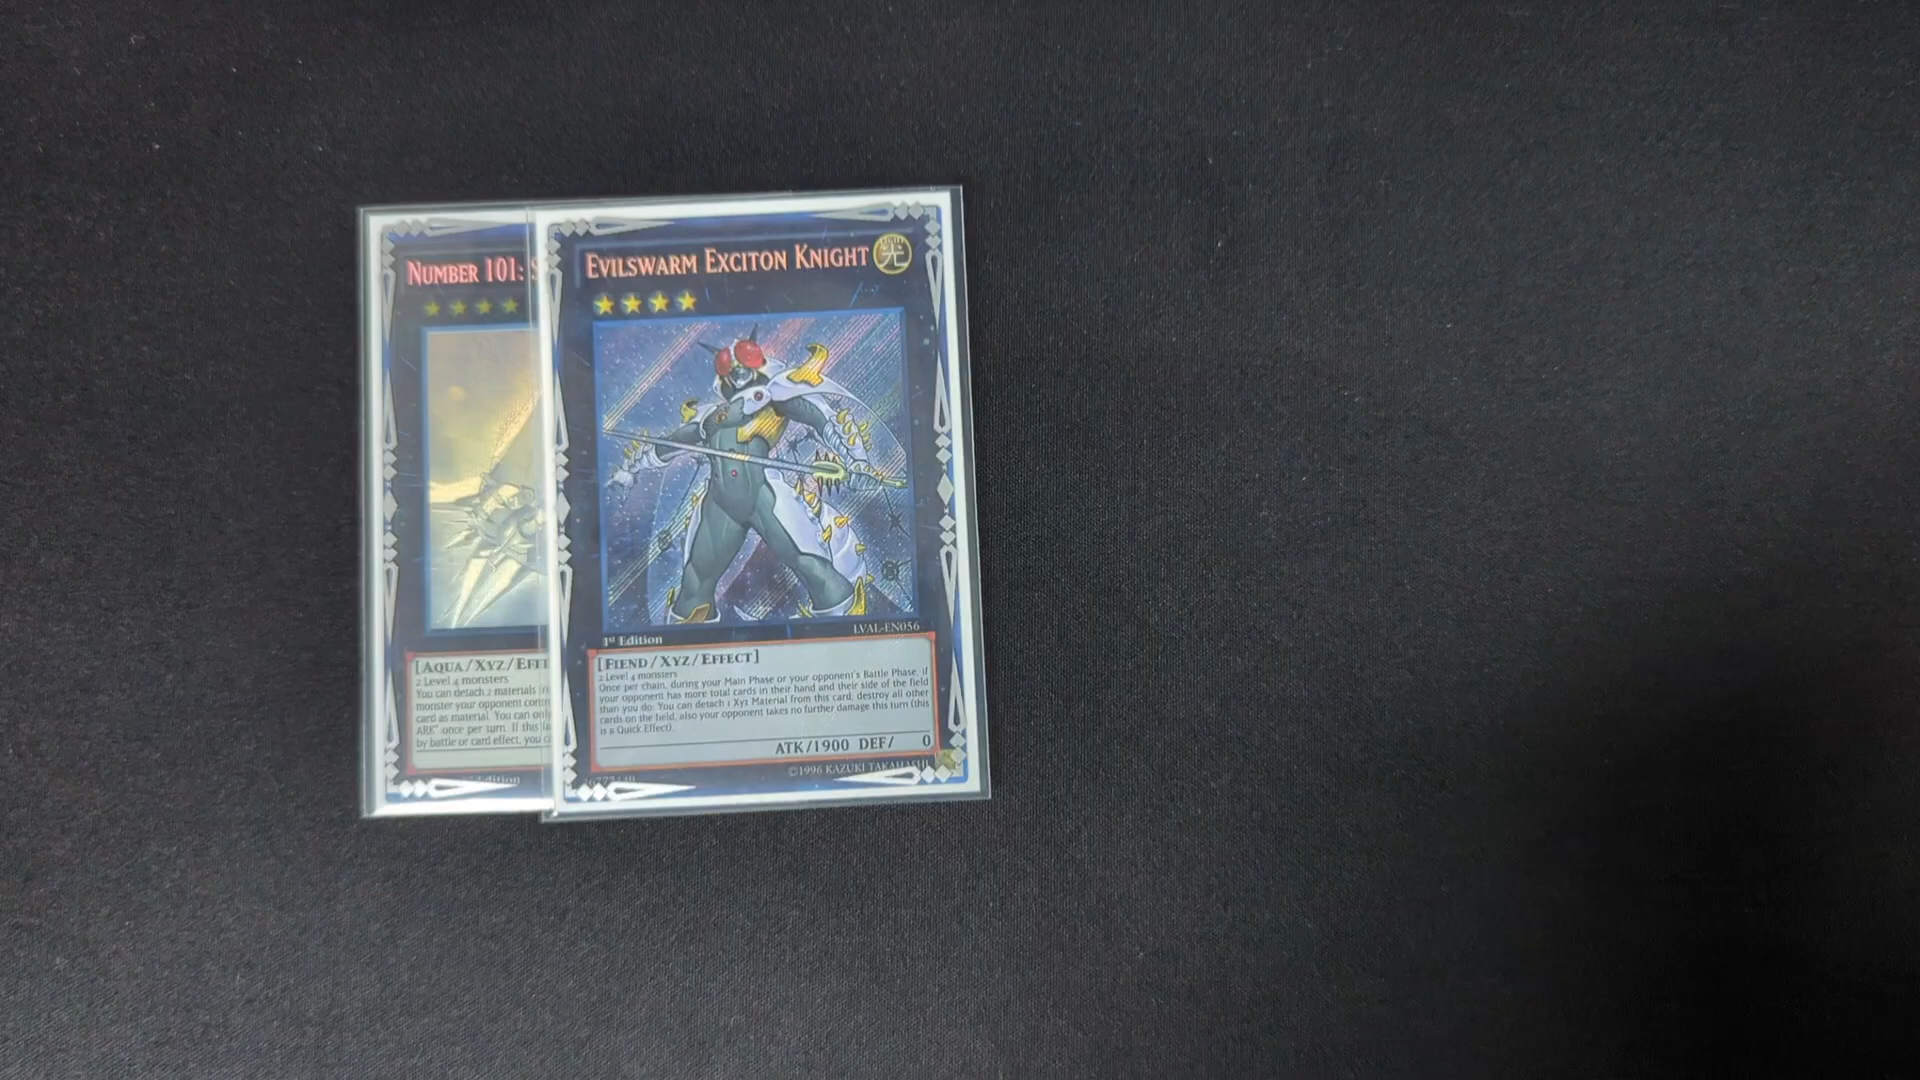 NUMBER 101: S
[AQUA/XYZ/EFFE
2 Level 4 monsters
You can detach 2 materials
monster your opponent cont
card as material. You can onl
ARK" once per turn. If this
by battle or card effect, you c
Edition
EVILSWARM EXCITON KNIGHT
LIGHT
光
LVAL-EN056
1st Edition
[FIEND/XYZ/EFFECT]
2 Level 4 monsters
Once per chain, during your Main Phase or your opponent's Battle Phase, if
your opponent has more total cards in their hand and their side of the field
than you do: You can detach 1 Xyz Material from this card; destroy all other
cards on the field, also your opponent takes no further damage this turn (this
is a Quick Effect).
ATK/1900 DEF/ 0
©1996 KAZUKI TAKAHASHI